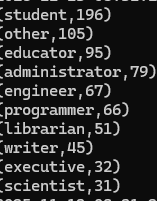 (student,196)
(other,105)
(educator,95)
(administrator,79)
(engineer,67)
(programmer,66)
(librarian,51)
(writer,45)
(executive,32)
(scientist,31)